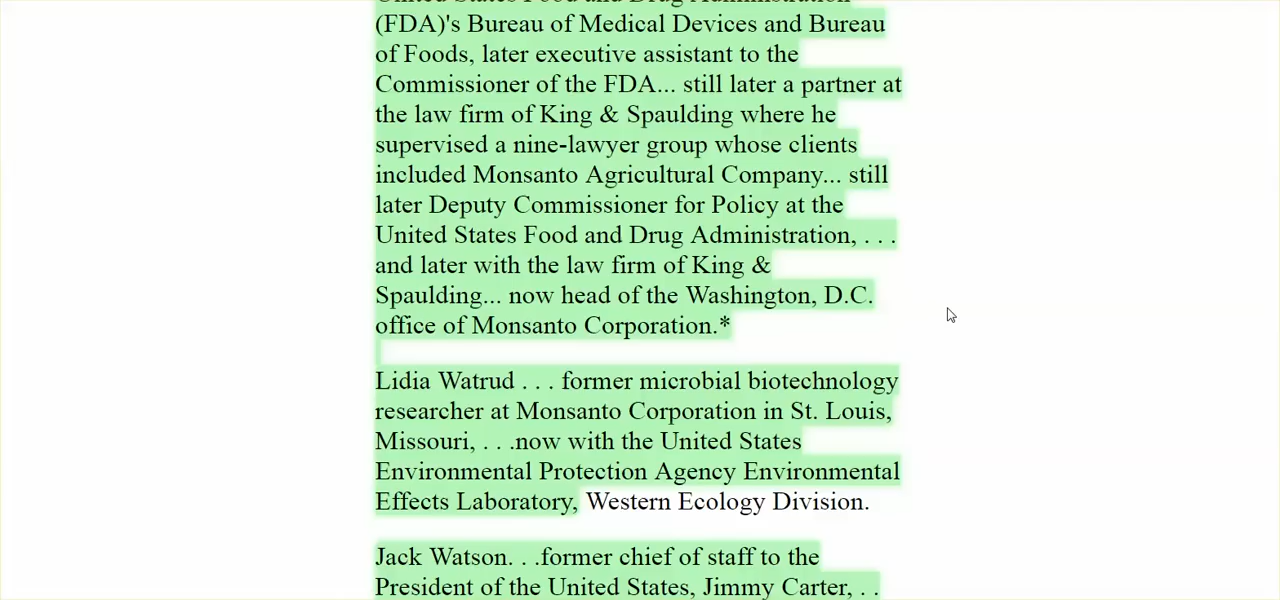 United States Food and Drug Administration
(FDA)'s Bureau of Medical Devices and Bureau
of Foods, later executive assistant to the
Commissioner of the FDA... still later a partner at
the law firm of King & Spaulding where he
supervised a nine-lawyer group whose clients
included Monsanto Agricultural Company... still
later Deputy Commissioner for Policy at the
United States Food and Drug Administration, . . .
and later with the law firm of King &
Spaulding... now head of the Washington, D.C.
office of Monsanto Corporation.*
Lidia Watrud . . . former microbial biotechnology
researcher at Monsanto Corporation in St. Louis,
Missouri, . . .now with the United States
Environmental Protection Agency Environmental
Effects Laboratory, Western Ecology Division.
Jack Watson. . .former chief of staff to the
President of the United States, Jimmy Carter, . .